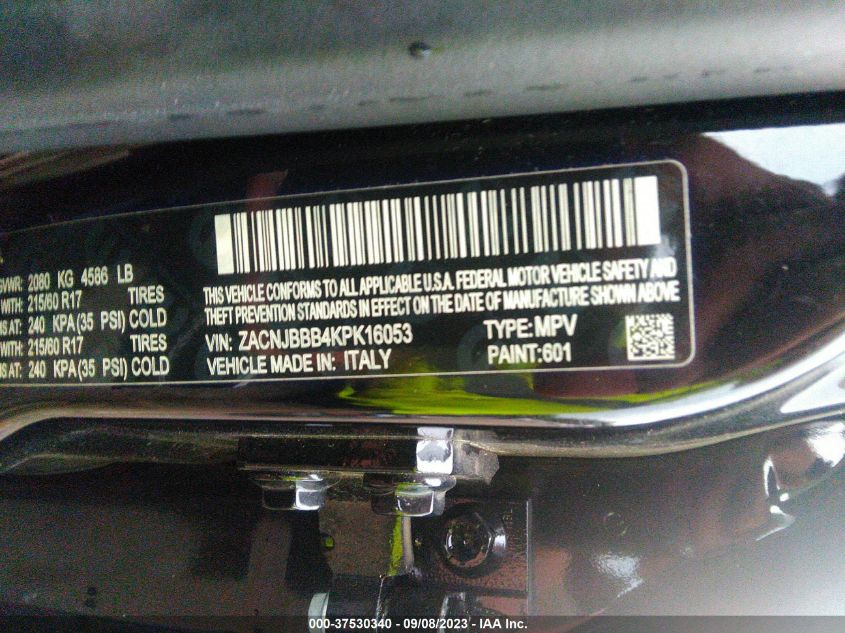 GVWR: 2080 KG 4586 LB
WITH: 215/60 R17 TIRES
AT: 240 KPA(35 PSI) COLD
WITH: 215/60 R17 TIRES
AT: 240 KPA(35 PSI) COLD
THIS VEHICLE CONFORMS TO ALL APPLICABLE U.S.A. FEDERAL MOTOR VEHICLE SAFETY AND
THEFT PREVENTION STANDARDS IN EFFECT ON THE DATE OF MANUFACTURE SHOWN ABOVE
VIN: ZACNJBBB4KPK16053 TYPE: MPV
VEHICLE MADE IN: ITALY PAINT: 601
000-37530340 - 09/08/2023 - IAA Inc.